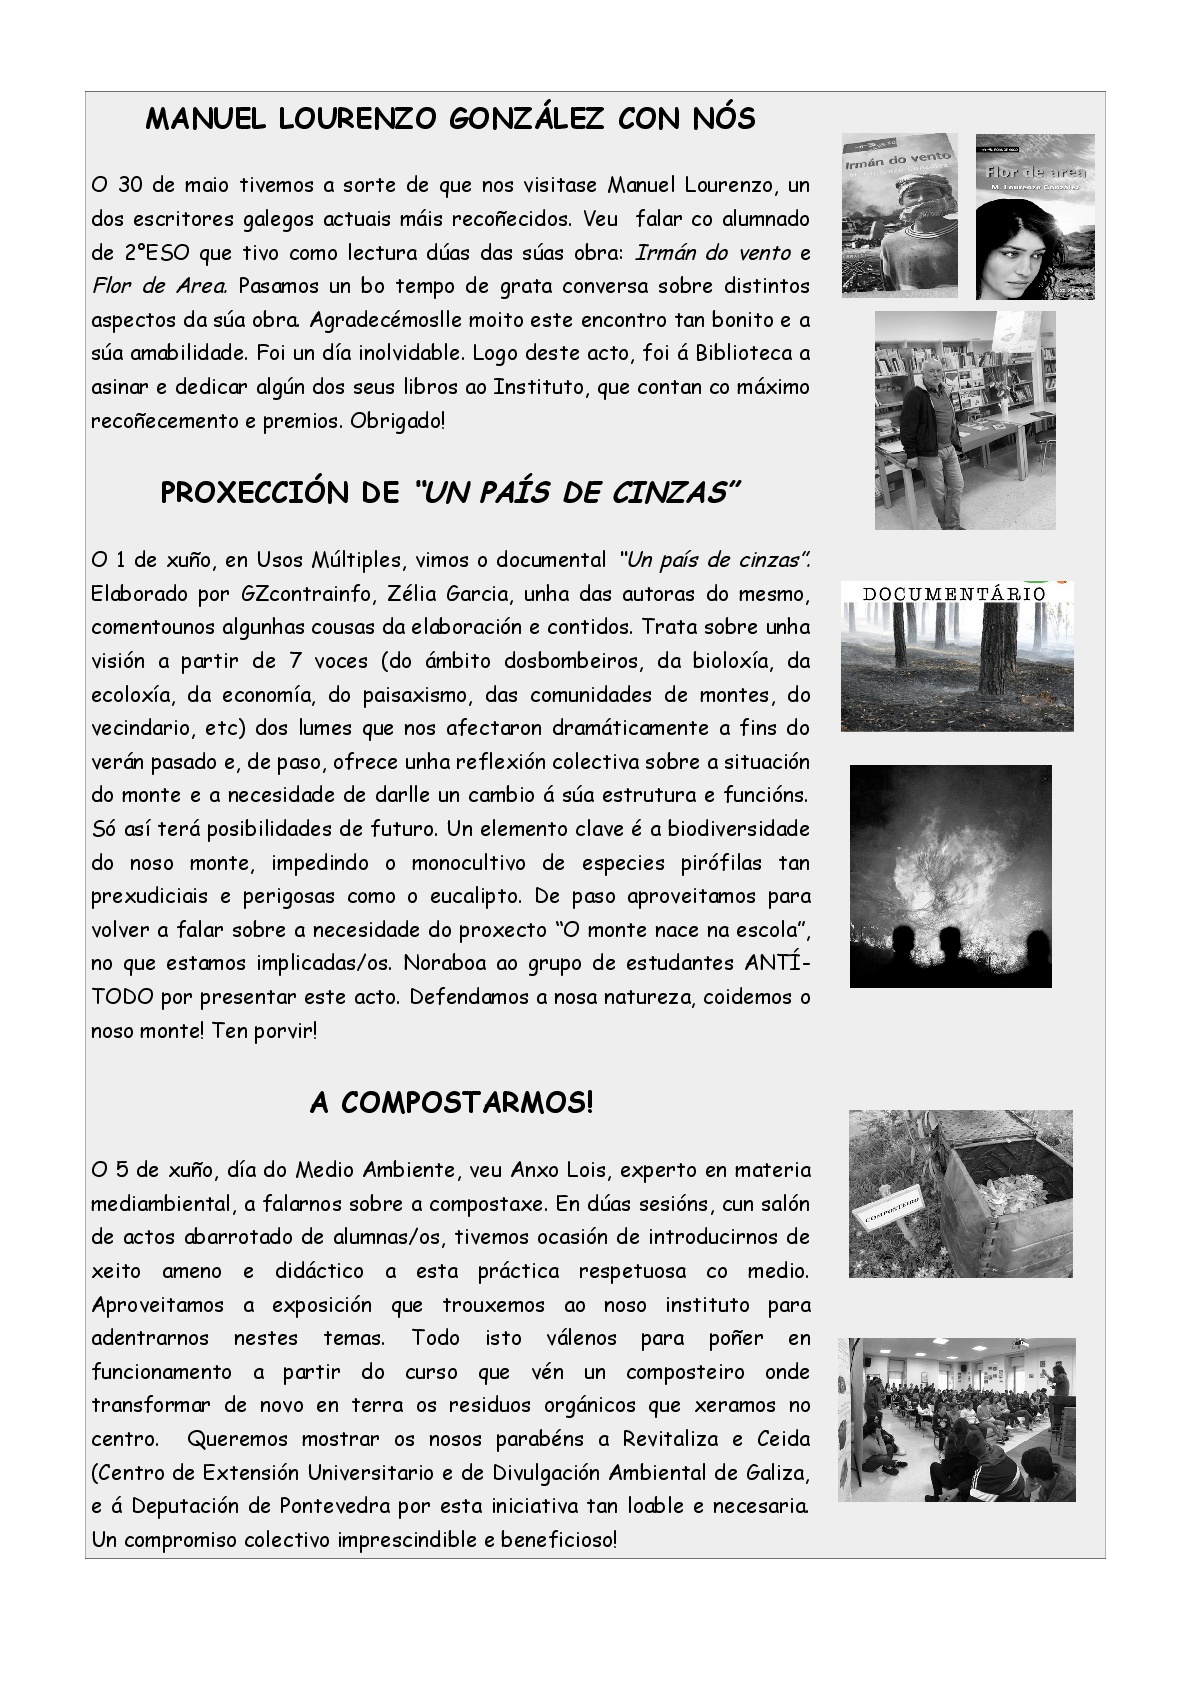 MANUEL LOURENZO GONZÁLEZ CON NÓS
O 30 de maio tivemos a sorte de que nos visitase Manuel Lourenzo, un
dos escritores galegos actuais máis recoñecidos. Veu  falar co alumnado
de 2ºESO que tivo como lectura dúas das súas obra: Irmán do vento e
Flor de Area. Pasamos un bo tempo de grata conversa sobre distintos
aspectos da súa obra. Agradecémoslle moito este encontro tan bonito e a
súa amabilidade. Foi un día inolvidable. Logo deste acto, foi á Biblioteca a
asinar e dedicar algún dos seus libros ao Instituto, que contan co máximo
recoñecemento e premios. Obrigado!
Irmán do vento
M. Lourenzo González
Flor de area
M. Lourenzo González
PROXECCIÓN DE “UN PAÍS DE CINZAS”
O 1 de xuño, en Usos Múltiples, vimos o documental “Un país de cinzas”.
Elaborado por GZcontrainfo, Zélia Garcia, unha das autoras do mesmo,
comentounos algunhas cousas da elaboración e contidos. Trata sobre unha
visión a partir de 7 voces (do ámbito dosbombeiros, da bioloxía, da
ecoloxía, da economía, do paisaxismo, das comunidades de montes, do
vecindario, etc) dos lumes que nos afectaron dramáticamente a fins do
verán pasado e, de paso, ofrece unha reflexión colectiva sobre a situación
do monte e a necesidade de darlle un cambio á súa estrutura e funcións.
Só así terá posibilidades de futuro. Un elemento clave é a biodiversidade
do noso monte, impedindo o monocultivo de especies pirófilas tan
prexudiciais e perigosas como o eucalipto. De paso aproveitamos para
volver a falar sobre a necesidade do proxecto “O monte nace na escola”,
no que estamos implicadas/os. Noraboa ao grupo de estudantes ANTÍ-
TODO por presentar este acto. Defendamos a nosa natureza, coidemos o
noso monte! Ten porvir!
DOCUMENTÁRIO
A COMPOSTARMOS!
O 5 de xuño, día do Medio Ambiente, veu Anxo Lois, experto en materia
mediambiental, a falarnos sobre a compostaxe. En dúas sesións, cun salón
de actos abarrotado de alumnas/os, tivemos ocasión de introducirnos de
xeito ameno e didáctico a esta práctica respetuosa co medio.
Aproveitamos a exposición que trouxemos ao noso instituto para
adentrarnos nestes temas. Todo isto válenos para poñer en
funcionamento a partir do curso que vén un composteiro onde
transformar de novo en terra os residuos orgánicos que xeramos no
centro.  Queremos mostrar os nosos parabéns a Revitaliza e Ceida
(Centro de Extensión Universitario e de Divulgación Ambiental de Galiza,
e á Deputación de Pontevedra por esta iniciativa tan loable e necesaria.
Un compromiso colectivo imprescindible e beneficioso!
COMPOSTEIRO